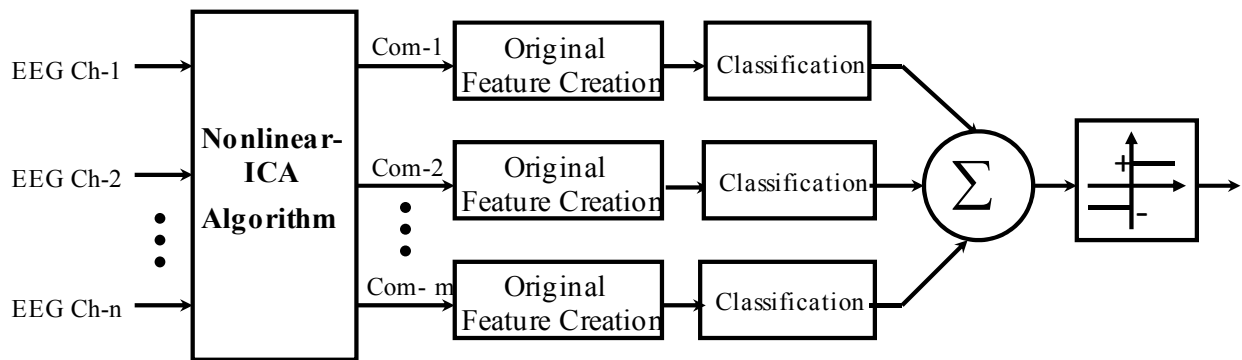 EEG Ch-1
EEG Ch-2
EEG Ch-n
Nonlinear-
ICA
Algorithm
Com-1
Com-2
Com- m
Original
Feature Creation
Original
Feature Creation
Original
Feature Creation
Classification
Classification
Classification
Σ
+
-